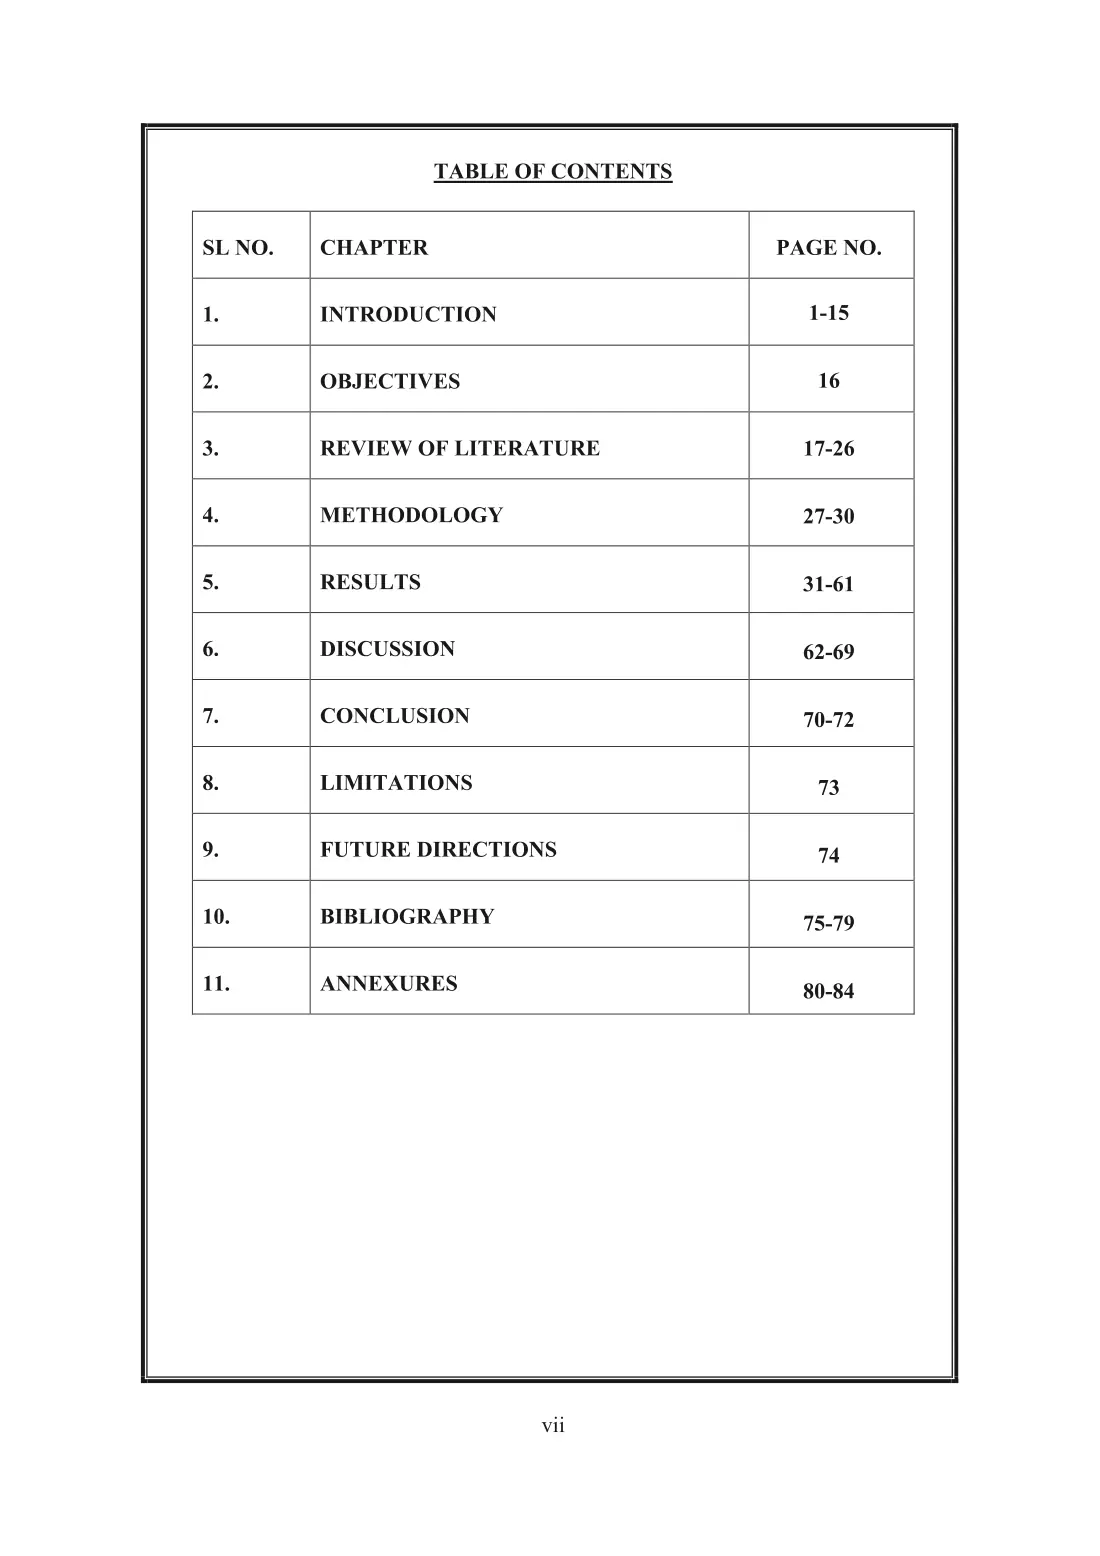 TABLE OF CONTENTS
SL NO. CHAPTER PAGE NO.
1. INTRODUCTION 1-15
2. OBJECTIVES 16
3. REVIEW OF LITERATURE 17-26
4. METHODOLOGY 27-30
5. RESULTS 31-61
6. DISCUSSION 62-69
7. CONCLUSION 70-72
8. LIMITATIONS 73
9. FUTURE DIRECTIONS 74
10. BIBLIOGRAPHY 75-79
11. ANNEXURES 80-84
vii